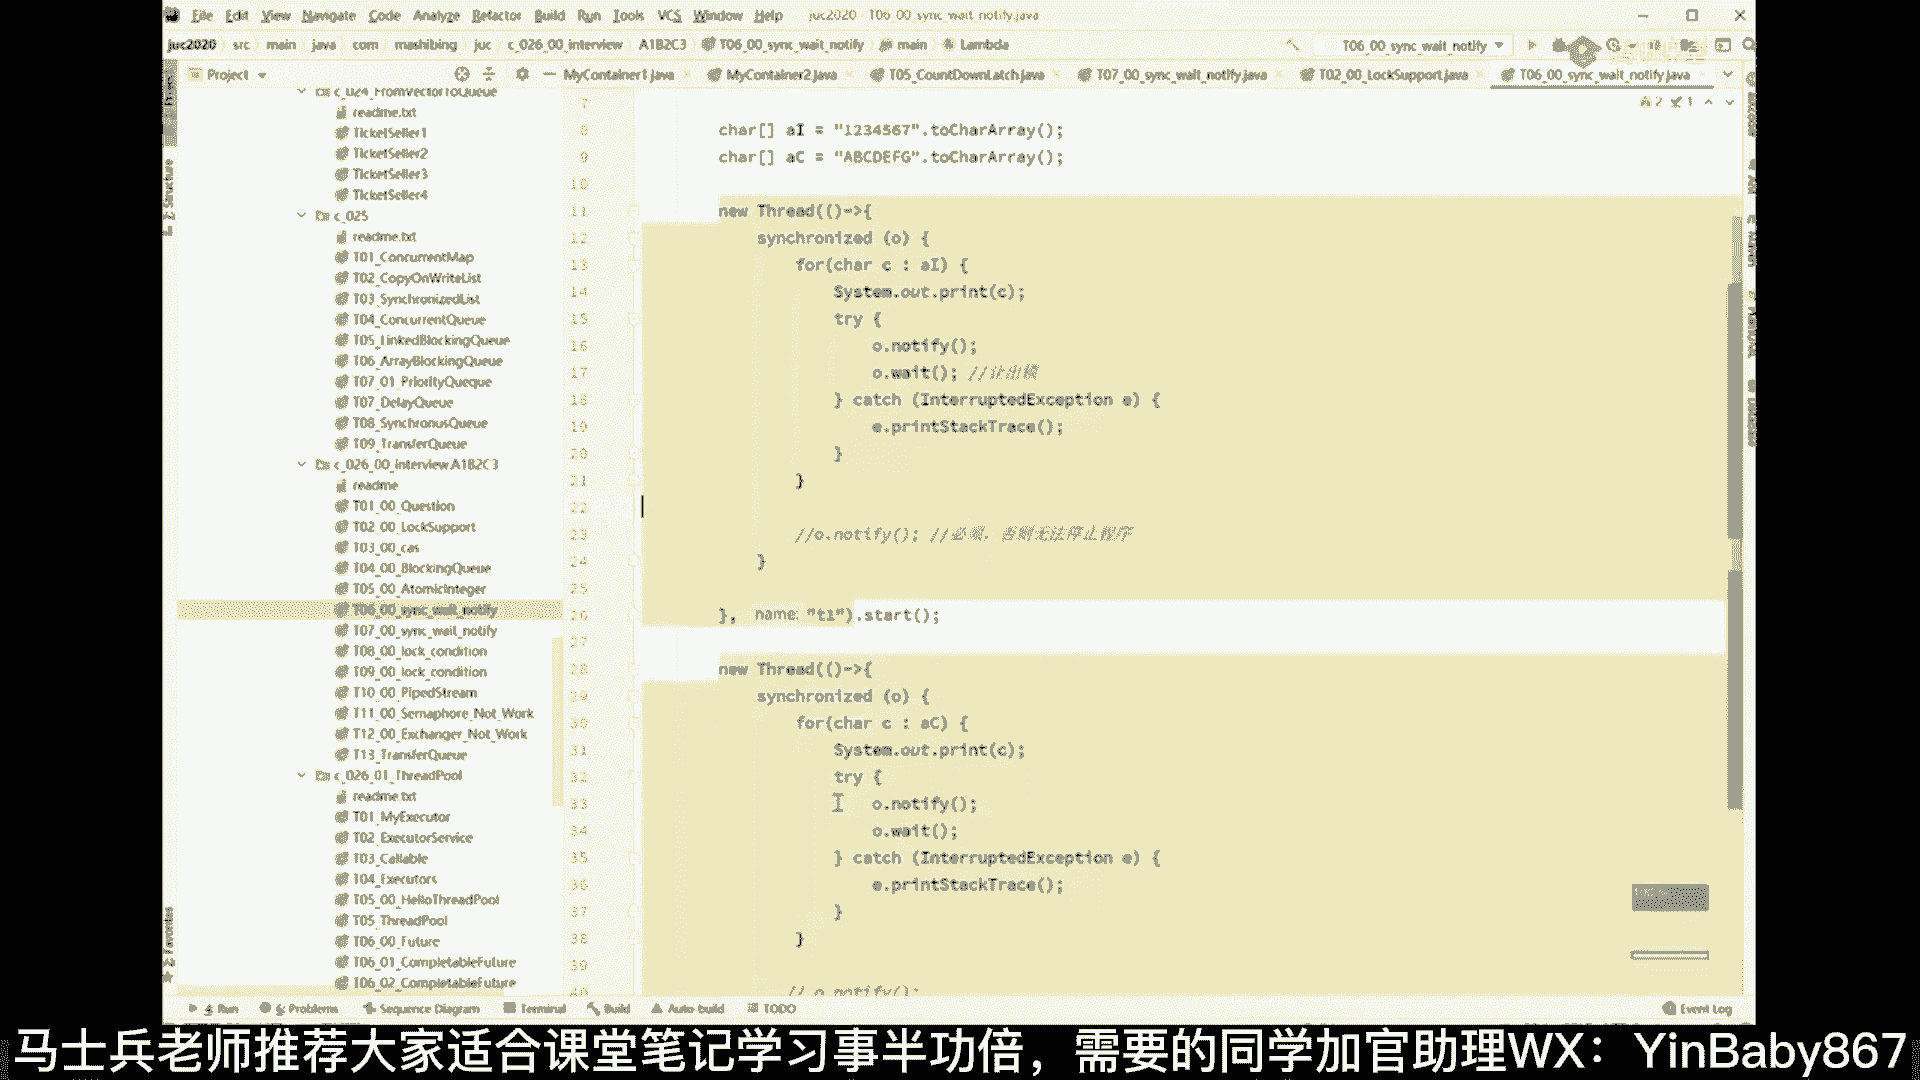 File Edit View Navigate Code Analyze Refactor Build Run Tools VCS Window Help juc2020 - T06_00_sync_wait_notify.java
juc2020 src main java com mashibing juc c_026_00_interview A1B2C3 T06_00_sync_wait_notify main Lambda T06_00_sync_wait_notify
Project MyContainer1.java MyContainer2.java T05_CountDownLatch.java T07_00_sync_wait_notify.java T02_00_LockSupport.java T06_00_sync_wait_notify.java
2 1
c_024_FromVectorToQueue
readme.txt
TicketSeller1
TicketSeller2
TicketSeller3
TicketSeller4
c_025
readme.txt
T01_ConcurrentMap
T02_CopyOnWriteList
T03_SynchronizedList
T04_ConcurrentQueue
T05_LinkedBlockingQueue
T06_ArrayBlockingQueue
T07_01_PriorityQueque
T07_DelayQueue
T08_SynchronusQueue
T09_TransferQueue
c_026_00_interview.A1B2C3
readme
T01_00_Question
T02_00_LockSupport
T03_00_cas
T04_00_BlockingQueue
T05_00_AtomicInteger
T06_00_sync_wait_notify
T07_00_sync_wait_notify
T08_00_lock_condition
T09_00_lock_condition
T10_00_PipedStream
T11_00_Semaphore_Not_Work
T12_00_Exchanger_Not_Work
T13_TransferQueue
c_026_01_ThreadPool
readme.txt
T01_MyExecutor
T02_ExecutorService
T03_Callable
T04_Executors
T05_00_HelloThreadPool
T05_ThreadPool
T06_00_Future
T06_01_CompletableFuture
T06_02_CompletableFuture
Structure
Favorites
7
8 char[] aI = "1234567".toCharArray();
9 char[] aC = "ABCDEFG".toCharArray();
10
11 new Thread(()->{
12 synchronized (o) {
13 for(char c : aI) {
14 System.out.print(c);
15 try {
16 o.notify();
17 o.wait(); //让出锁
18 } catch (InterruptedException e) {
19 e.printStackTrace();
20 }
21 }
22
23 //o.notify(); //必须，否则无法停止程序
24 }
25
26 }, name: "t1").start();
27
28 new Thread(()->{
29 synchronized (o) {
30 for(char c : aC) {
31 System.out.print(c);
32 try {
33 o.notify();
34 o.wait();
35 } catch (InterruptedException e) {
36 e.printStackTrace();
37 }
38 }
39
40 // o.notify();
4: Run 6: Problems Sequence Diagram Terminal Build Auto-build TODO Event Log
马士兵老师推荐大家适合课堂笔记学习事半功倍，需要的同学加官助理WX：YinBaby867